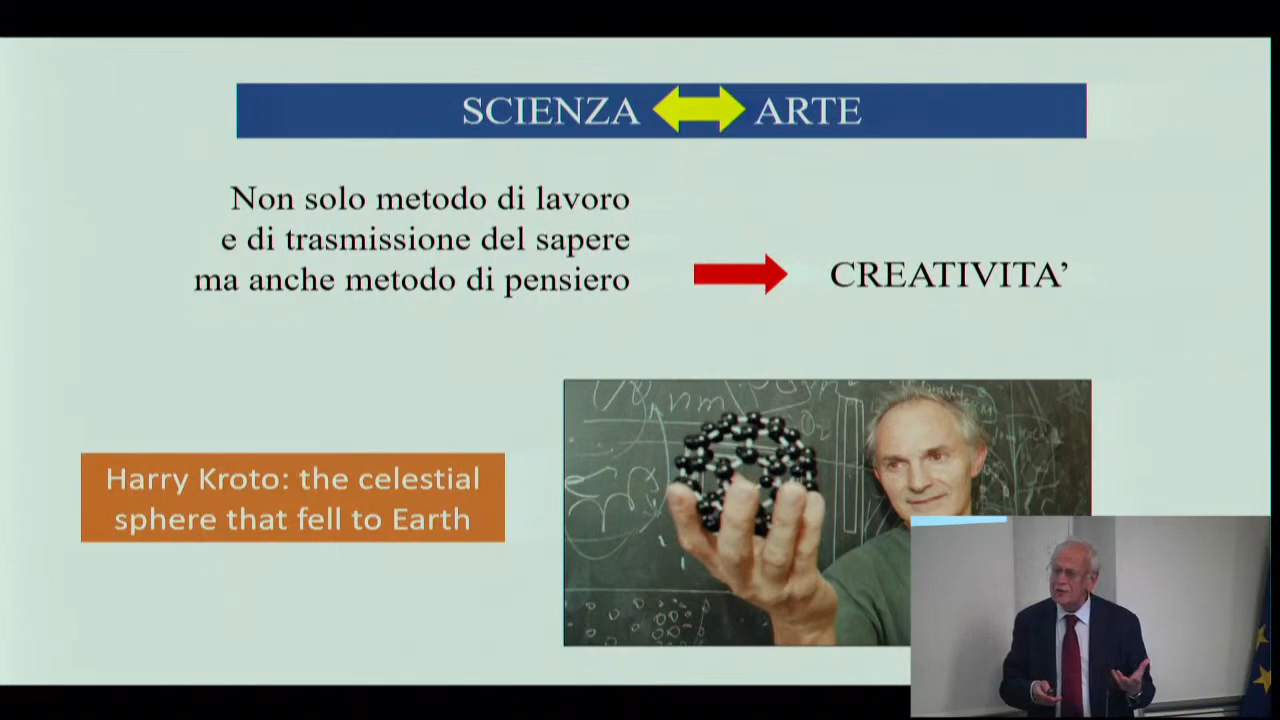 SCIENZA ARTE
Non solo metodo di lavoro
e di trasmissione del sapere
ma anche metodo di pensiero
CREATIVITA’
Harry Kroto: the celestial
sphere that fell to Earth